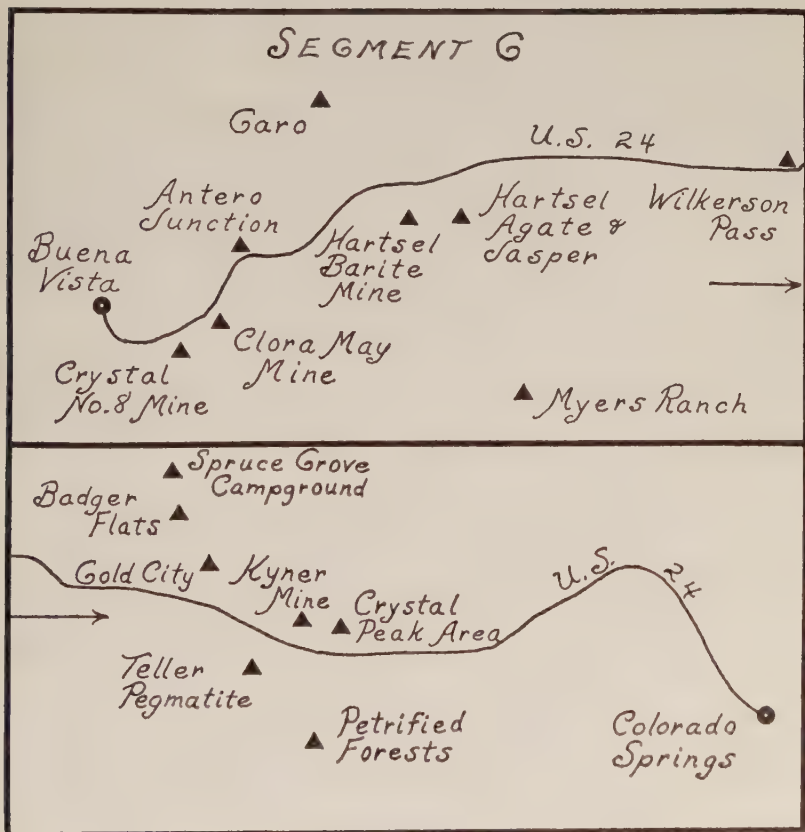 SEGMENT G
Garo
U.S. 24
Antero
Junction
Hartsel
Agate &
Jasper
Wilkerson
Pass
Buena
Vista
Hartsel
Barite
Mine
Clora May
Mine
Crystal
No. 8 Mine
Myers Ranch
Spruce Grove
Campground
Badger
Flats
Gold City
Kyner
Mine
Crystal
Peak Area
U.S. 24
Teller
Pegmatite
Petrified
Forests
Colorado
Springs